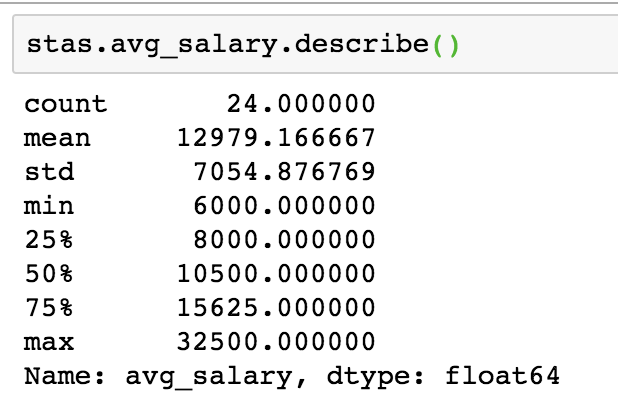 stas.avg_salary.describe()
count 24.000000
mean 12979.166667
std 7054.876769
min 6000.000000
25% 8000.000000
50% 10500.000000
75% 15625.000000
max 32500.000000
Name: avg_salary, dtype: float64